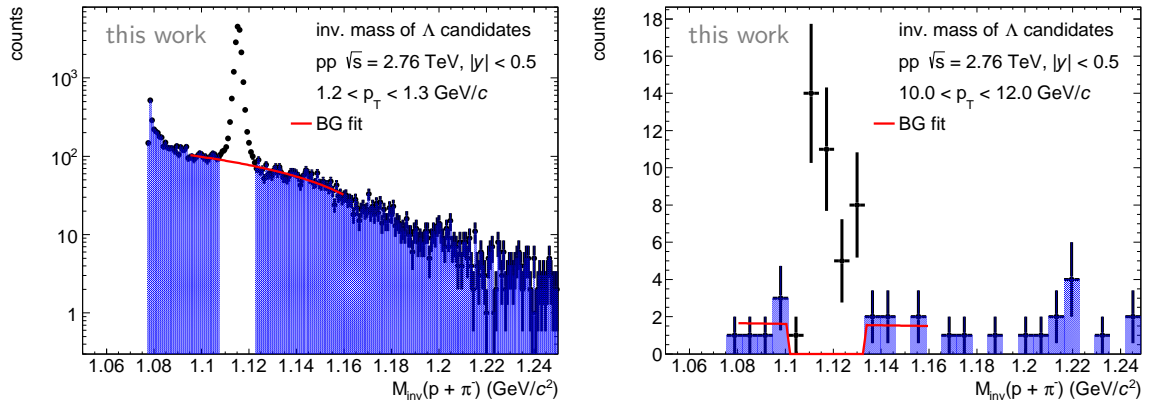 counts
10³
10²
10
1
this work
inv. mass of Λ candidates
pp √s = 2.76 TeV, |y| < 0.5
1.2 < p_T < 1.3 GeV/c
BG fit
1.06 1.08 1.1 1.12 1.14 1.16 1.18 1.2 1.22 1.24
M_inv(p + π⁻) (GeV/c²)
counts
18
16
14
12
10
8
6
4
2
0
this work
inv. mass of Λ candidates
pp √s = 2.76 TeV, |y| < 0.5
10.0 < p_T < 12.0 GeV/c
BG fit
1.06 1.08 1.1 1.12 1.14 1.16 1.18 1.2 1.22 1.24
M_inv(p + π⁻) (GeV/c²)